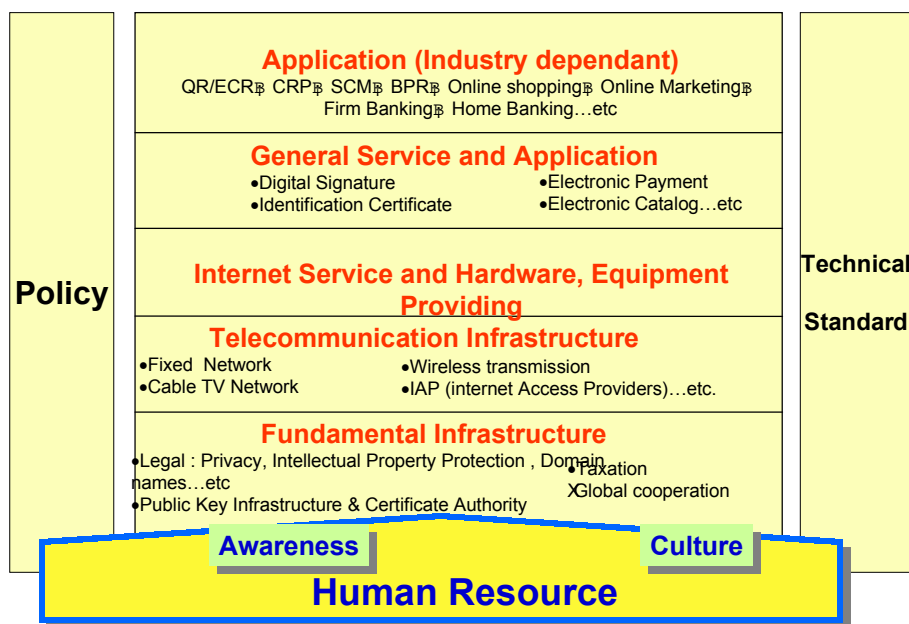 Policy
Application (Industry dependant)
QR/ECR฿ CRP฿ SCM฿ BPR฿ Online shopping฿ Online Marketing฿
Firm Banking฿ Home Banking…etc
General Service and Application
•Digital Signature
•Identification Certificate
•Electronic Payment
•Electronic Catalog…etc
Internet Service and Hardware, Equipment
Providing
Telecommunication Infrastructure
•Fixed Network
•Cable TV Network
•Wireless transmission
•IAP (internet Access Providers)…etc.
Fundamental Infrastructure
•Legal : Privacy, Intellectual Property Protection , Domain
names…etc
•Public Key Infrastructure & Certificate Authority
•Taxation
XGlobal cooperation
Technical
Standard
Awareness
Culture
Human Resource